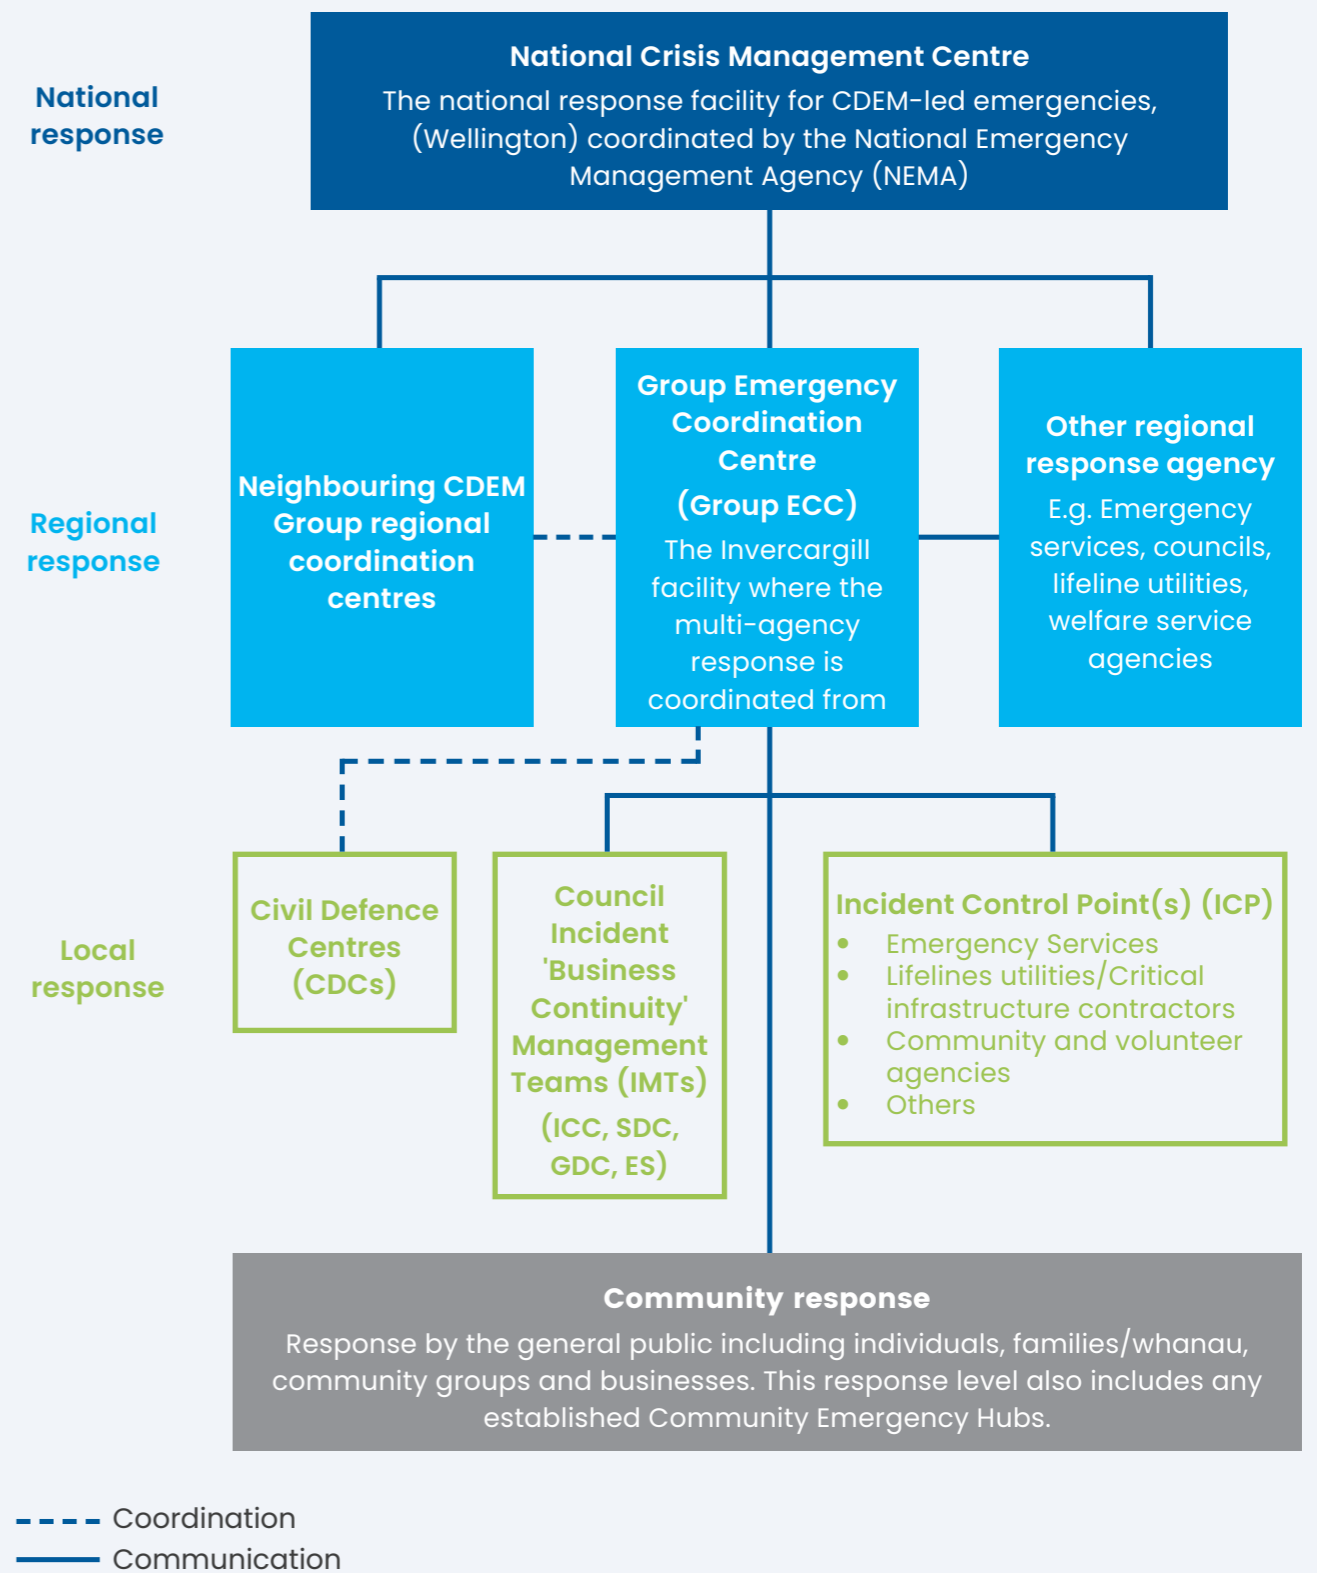 National Crisis Management Centre
The national response facility for CDEM-led emergencies,
(Wellington) coordinated by the National Emergency
Management Agency (NEMA)
National
response
Neighbouring CDEM
Group regional
coordination
centres
Group Emergency
Coordination
Centre
(Group ECC)
The Invercargill
facility where the
multi-agency
response is
coordinated from
Other regional
response agency
E.g. Emergency
services, councils,
lifeline utilities,
welfare service
agencies
Regional
response
Civil Defence
Centres
(CDCs)
Council
Incident
'Business
Continuity'
Management
Teams (IMTs)
(ICC, SDC,
GDC, ES)
Incident Control Point(s) (ICP)
• Emergency Services
• Lifelines utilities/Critical
infrastructure contractors
• Community and volunteer
agencies
• Others
Local
response
Community response
Response by the general public including individuals, families/whanau,
community groups and businesses. This response level also includes any
established Community Emergency Hubs.
Coordination
Communication